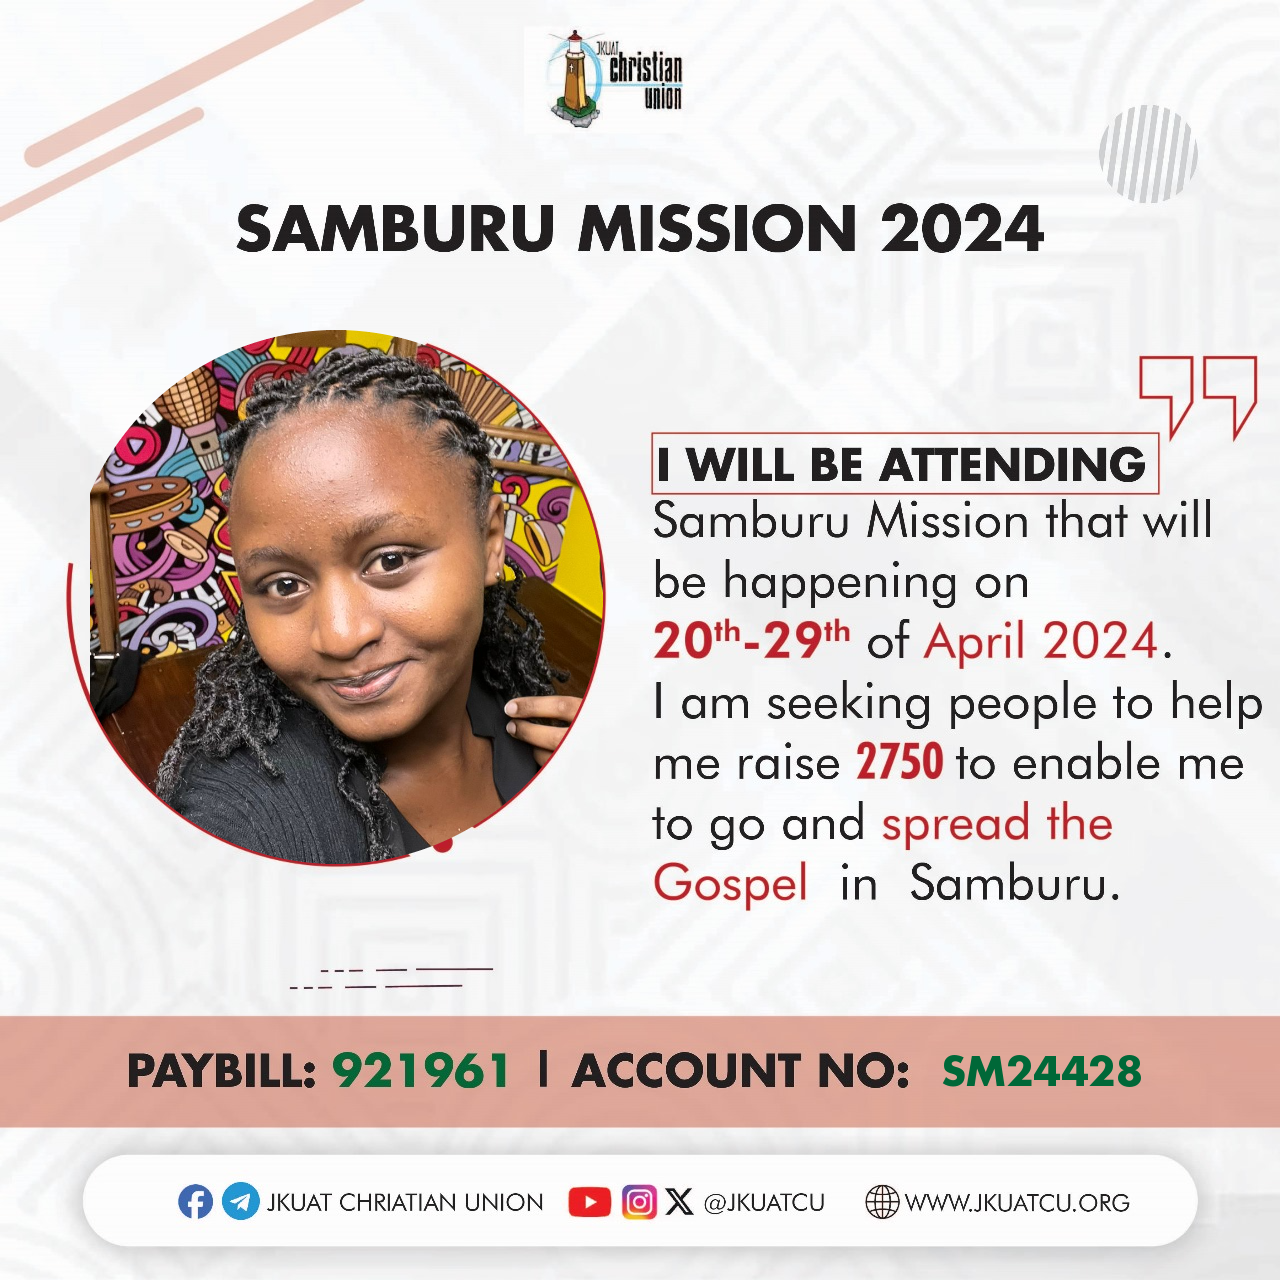 JKUAT
christian
union
SAMBURU MISSION 2024
I WILL BE ATTENDING
Samburu Mission that will
be happening on
20th-29th of April 2024.
I am seeking people to help
me raise 2750 to enable me
to go and spread the
Gospel in Samburu.
PAYBILL: 921961 | ACCOUNT NO: SM24428
JKUAT CHRIATIAN UNION @JKUATCU WWW.JKUATCU.ORG